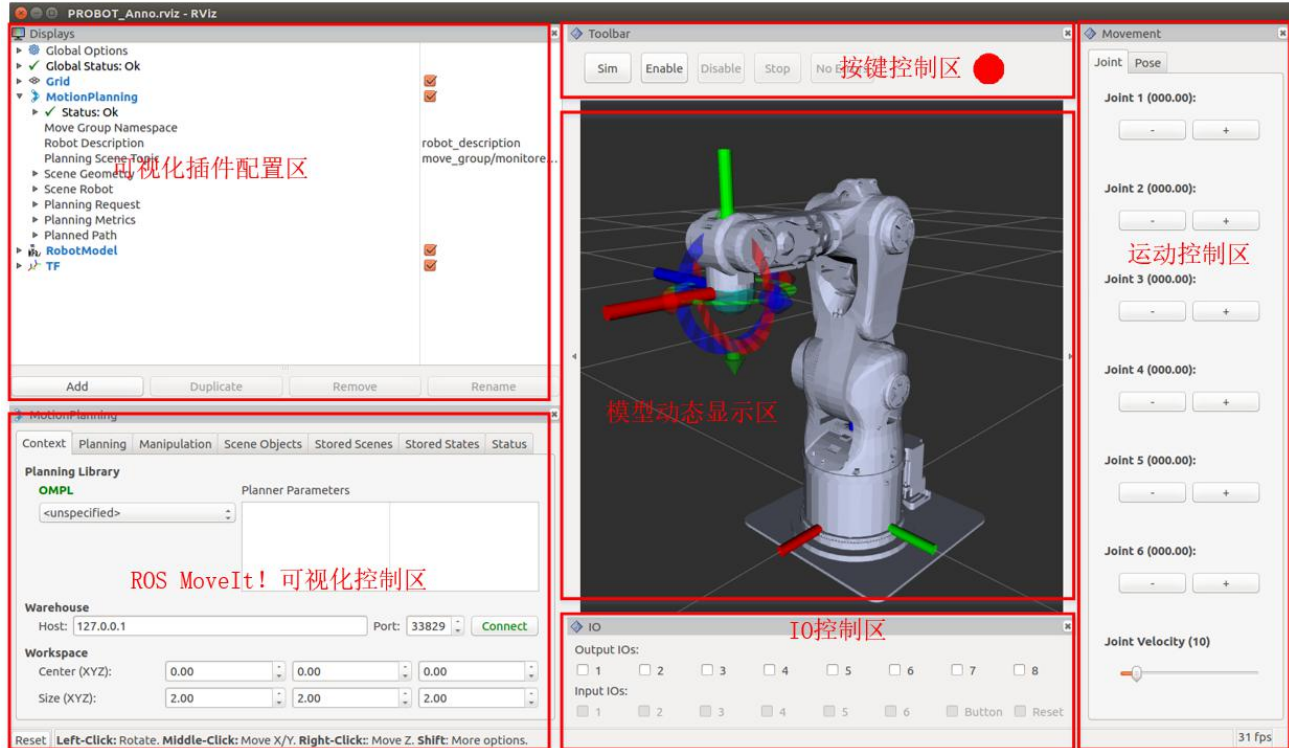 PROBOT_Anno.rviz - RViz
Displays
Global Options
Global Status: Ok
Grid
MotionPlanning
Status: Ok
Move Group Namespace
Robot Description robot_description
Planning Scene Topic move_group/monitore...
Scene Geometry
Scene Robot
Planning Request
Planning Metrics
Planned Path
RobotModel
TF
可视化插件配置区
Add Duplicate Remove Rename
MotionPlanning
Context Planning Manipulation Scene Objects Stored Scenes Stored States Status
Planning Library
OMPL Planner Parameters
<unspecified>
ROS MoveIt! 可视化控制区
Warehouse
Host: 127.0.0.1 Port: 33829 Connect
Workspace
Center (XYZ): 0.00 0.00 0.00
Size (XYZ): 2.00 2.00 2.00
Reset Left-Click: Rotate. Middle-Click: Move X/Y. Right-Click:: Move Z. Shift: More options.
Toolbar
Sim Enable Disable Stop No
按键控制区
模型动态显示区
IO
IO控制区
Output IOs:
1 2 3 4 5 6 7 8
Input IOs:
1 2 3 4 5 6 Button Reset
Movement
Joint Pose
Joint 1 (000.00):
- +
Joint 2 (000.00):
- +
运动控制区
Joint 3 (000.00):
- +
Joint 4 (000.00):
- +
Joint 5 (000.00):
- +
Joint 6 (000.00):
- +
Joint Velocity (10)
31 fps